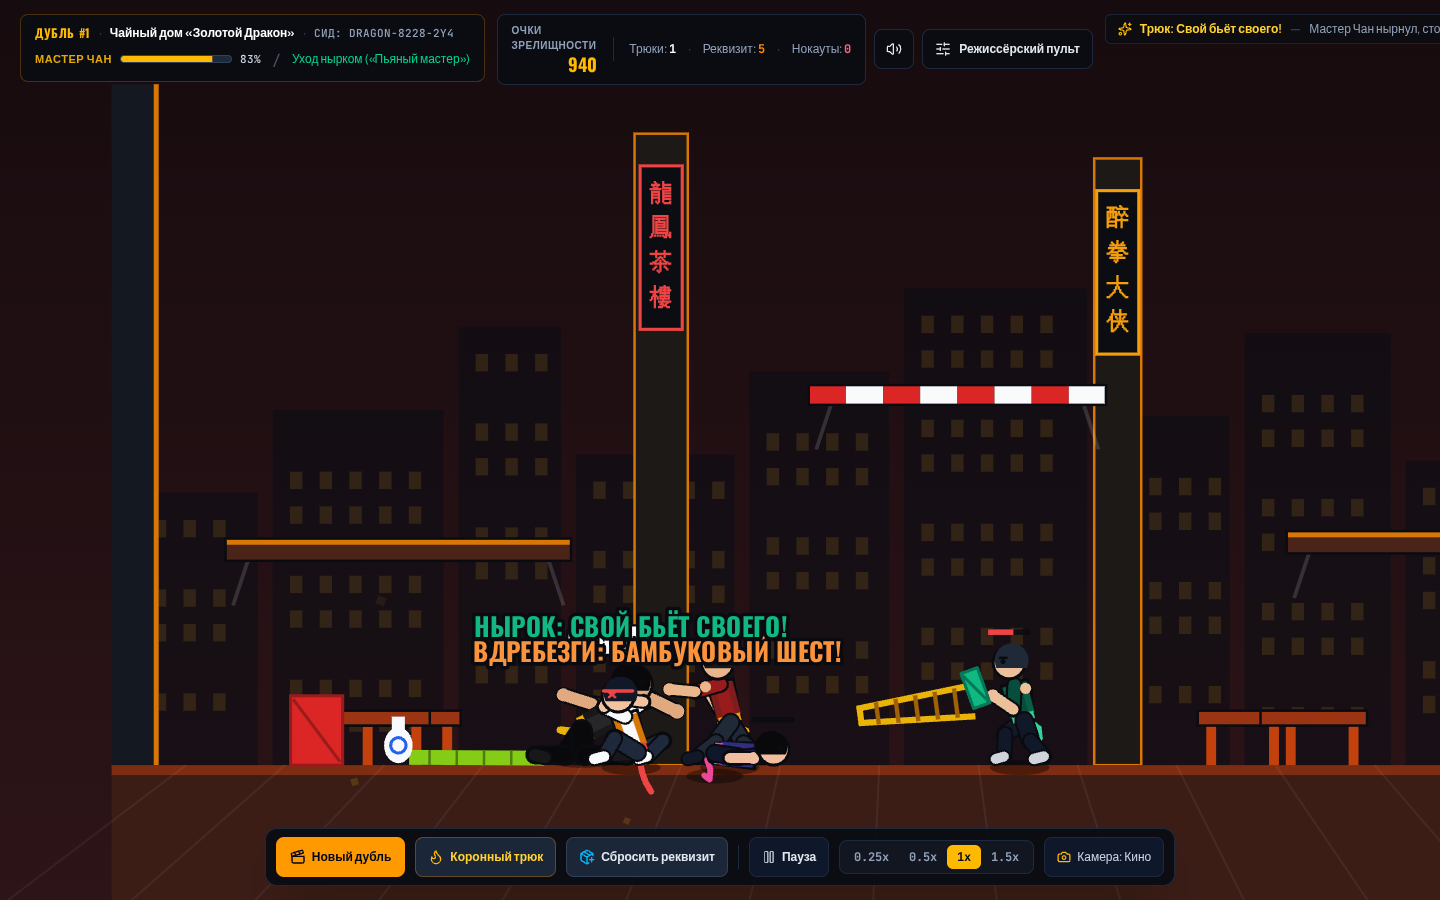 ДУБЛЬ #1 · Чайный дом «Золотой Дракон» · СИД: DRAGON-8228-2Y4
МАСТЕР ЧАН 83% / Уход нырком («Пьяный мастер»)
ОЧКИ ЗРЕЛИЩНОСТИ
940
Трюки: 1 · Реквизит: 5 · Нокауты: 0
Режиссёрский пульт
Трюк: Свой бьёт своего! — Мастер Чан нырнул, сто
龍鳳茶樓
醉拳大侠
НЫРОК: СВОЙ БЬЁТ СВОЕГО!
ВДРЕБЕЗГИ: БАМБУКОВЫЙ ШЕСТ!
Новый дубль
Коронный трюк
Сбросить реквизит
Пауза
0.25x 0.5x 1x 1.5x
Камера: Кино